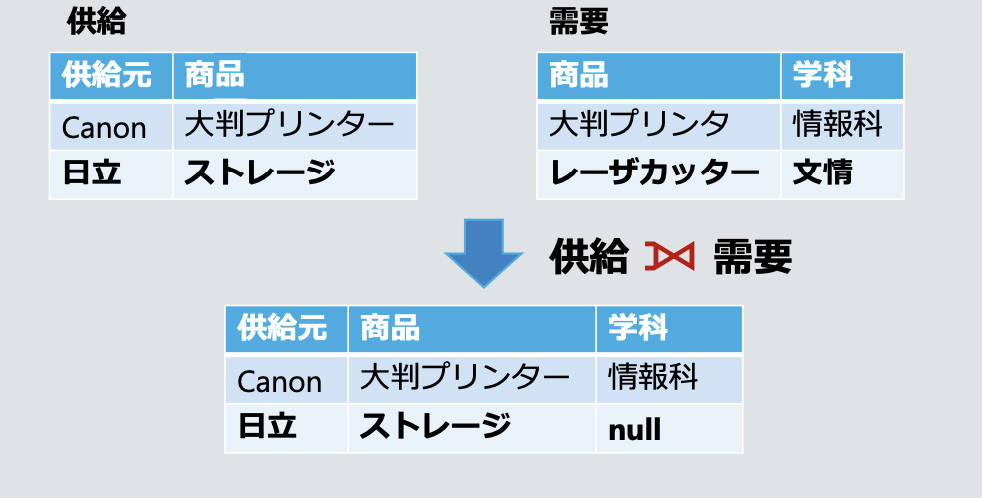 供給
需要
供給元 商品
Canon 大判プリンター
日立 ストレージ
商品 学科
大判プリンタ 情報科
レーザカッター 文情
供給 ⟕ 需要
供給元 商品 学科
Canon 大判プリンター 情報科
日立 ストレージ null